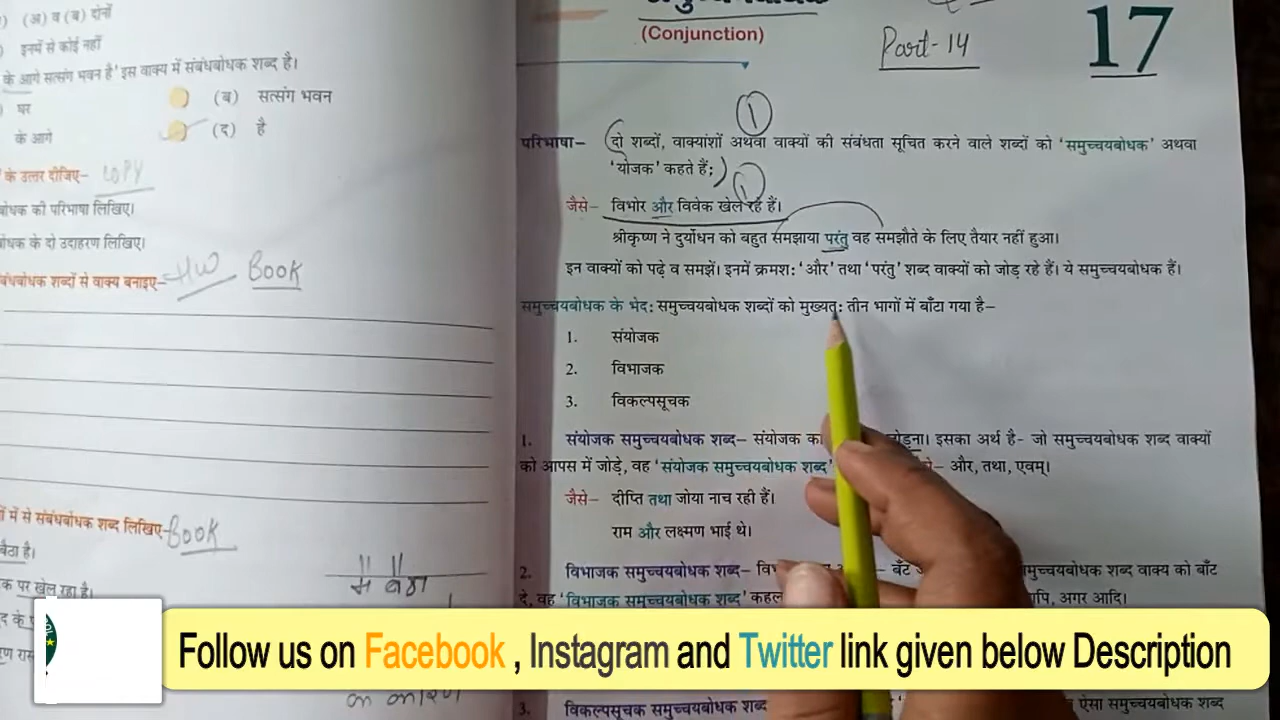 (अ) व (ब) दोनों
इनमें से कोई नहीं
के आगे सत्संग भवन है' इस वाक्य में संबंधबोधक शब्द है।
घर
(ब) सत्संग भवन
के आगे
(द) है
के उत्तर दीजिए- COPY
बोधक की परिभाषा लिखिए।
बोधक के दो उदाहरण लिखिए।
संबंधबोधक शब्दों से वाक्य बनाइए- HW Book
में से संबंधबोधक शब्द लिखिए- Book
बैठा है।
पर खेल रहा है।
में बैठा
के कारण
(Conjunction)
Part-14
17
1
परिभाषा- दो शब्दों, वाक्यांशों अथवा वाक्यों की संबंधता सूचित करने वाले शब्दों को 'समुच्चयबोधक' अथवा
'योजक' कहते हैं;
1
जैसे- विभोर और विवेक खेल रहे हैं।
श्रीकृष्ण ने दुर्योधन को बहुत समझाया परंतु वह समझौते के लिए तैयार नहीं हुआ।
इन वाक्यों को पढ़े व समझें। इनमें क्रमश: 'और' तथा 'परंतु' शब्द वाक्यों को जोड़ रहे हैं। ये समुच्चयबोधक हैं।
समुच्चयबोधक के भेद: समुच्चयबोधक शब्दों को मुख्यत: तीन भागों में बाँटा गया है-
1. संयोजक
2. विभाजक
3. विकल्पसूचक
1. संयोजक समुच्चयबोधक शब्द- संयोजक का जोड़ना। इसका अर्थ है- जो समुच्चयबोधक शब्द वाक्यों
को आपस में जोड़े, वह 'संयोजक समुच्चयबोधक शब्द' और, तथा, एवम्।
जैसे- दीप्ति तथा जोया नाच रही हैं।
राम और लक्ष्मण भाई थे।
2. विभाजक समुच्चयबोधक शब्द- बाँट समुच्चयबोधक शब्द वाक्य को बाँट
दे, वह 'विभाजक समुच्चयबोधक शब्द' अगर आदि।
Follow us on Facebook , Instagram and Twitter link given below Description
3. विकल्पसूचक समुच्चयबोधक शब्द ऐसा समुच्चयबोधक शब्द